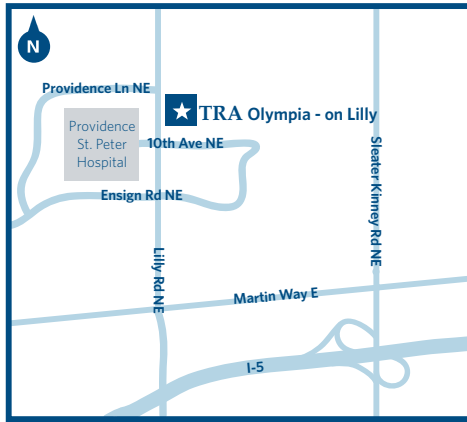 N
Providence Ln NE
TRA Olympia - on Lilly
Providence
St. Peter
Hospital
10th Ave NE
Sleater Kinney Rd NE
Ensign Rd NE
Lilly Rd NE
Martin Way E
I-5